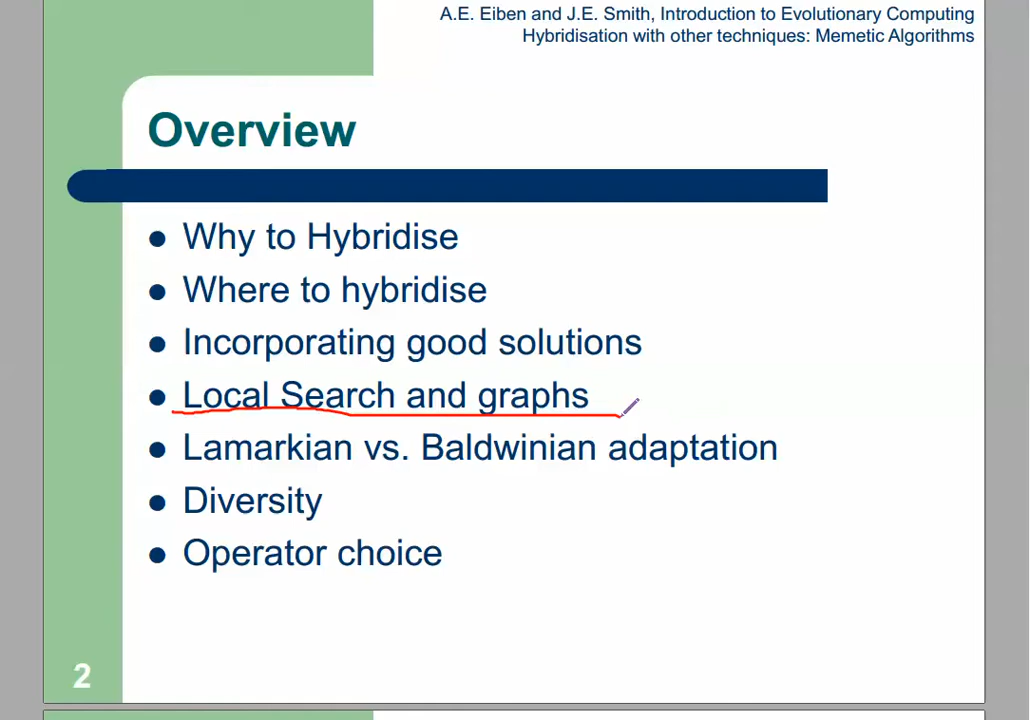 A.E. Eiben and J.E. Smith, Introduction to Evolutionary Computing
Hybridisation with other techniques: Memetic Algorithms
Overview
Why to Hybridise
Where to hybridise
Incorporating good solutions
Local Search and graphs
Lamarkian vs. Baldwinian adaptation
Diversity
Operator choice
2